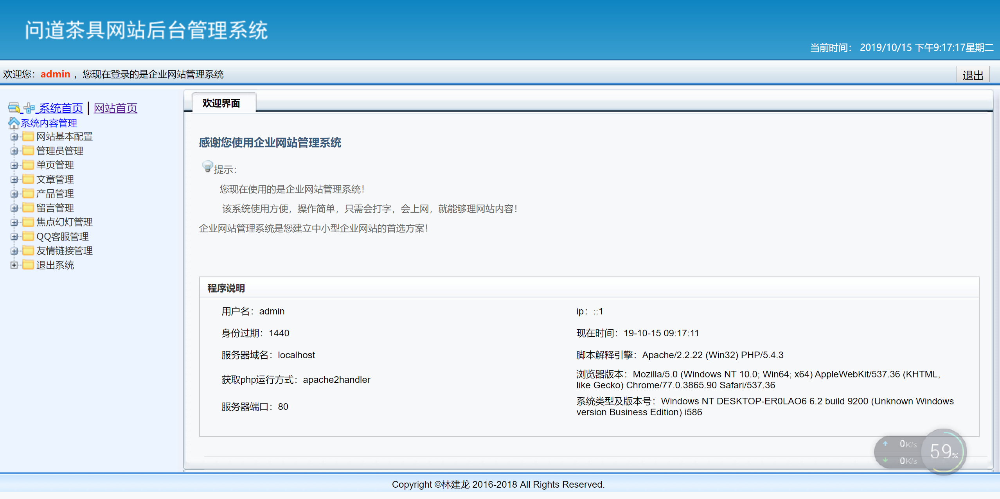 问道茶具网站后台管理系统
当前时间： 2019/10/15 下午9:17:17星期二
欢迎您：admin ，您现在登录的是企业网站管理系统
退出
系统首页 | 网站首页
系统内容管理
网站基本配置
管理员管理
单页管理
文章管理
产品管理
留言管理
焦点幻灯管理
QQ客服管理
友情链接管理
退出系统
欢迎界面
感谢您使用企业网站管理系统
提示：
您现在使用的是企业网站管理系统！
该系统使用方便，操作简单，只需会打字，会上网，就能够理网站内容！
企业网站管理系统是您建立中小型企业网站的首选方案！
程序说明
用户名：admin
ip：::1
身份过期：1440
现在时间：19-10-15 09:17:11
服务器域名：localhost
脚本解释引擎：Apache/2.2.22 (Win32) PHP/5.4.3
获取php运行方式：apache2handler
浏览器版本：Mozilla/5.0 (Windows NT 10.0; Win64; x64) AppleWebKit/537.36 (KHTML,
like Gecko) Chrome/77.0.3865.90 Safari/537.36
服务器端口：80
系统类型及版本号：Windows NT DESKTOP-ER0LAO6 6.2 build 9200 (Unknown Windows
version Business Edition) i586
0K/s
59%
0K/s
Copyright ©林建龙 2016-2018 All Rights Reserved.